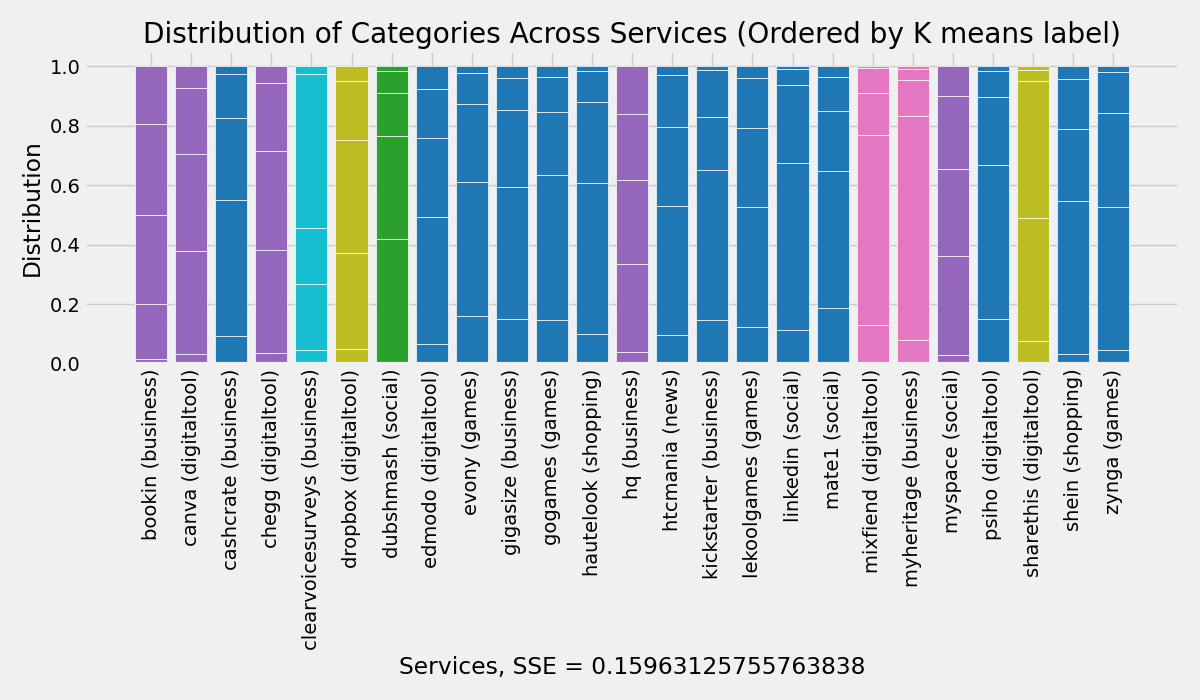 Distribution of Categories Across Services (Ordered by K means label)
Distribution
1.0
0.8
0.6
0.4
0.2
0.0
bookin (business)
canva (digitaltool)
cashcrate (business)
chegg (digitaltool)
clearvoicesurveys (business)
dropbox (digitaltool)
dubshmash (social)
edmodo (digitaltool)
evony (games)
gigasize (business)
gogames (games)
hautelook (shopping)
hq (business)
htcmania (news)
kickstarter (business)
lekoolgames (games)
linkedin (social)
mate1 (social)
mixfiend (digitaltool)
myheritage (business)
myspace (social)
psiho (digitaltool)
sharethis (digitaltool)
shein (shopping)
zynga (games)
Services, SSE = 0.15963125755763838